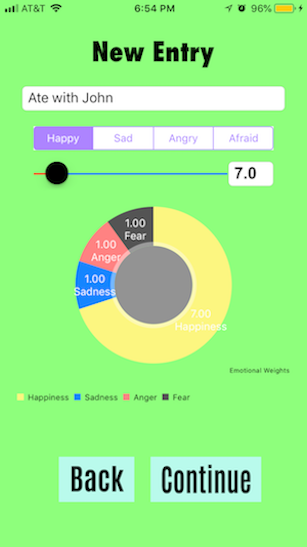 AT&T 6:54 PM 96%
New Entry
Ate with John
Happy Sad Angry Afraid
7.0
1.00
Fear
1.00
Anger
1.00
Sadness
7.00
Happiness
Emotional Weights
Happiness Sadness Anger Fear
Back Continue